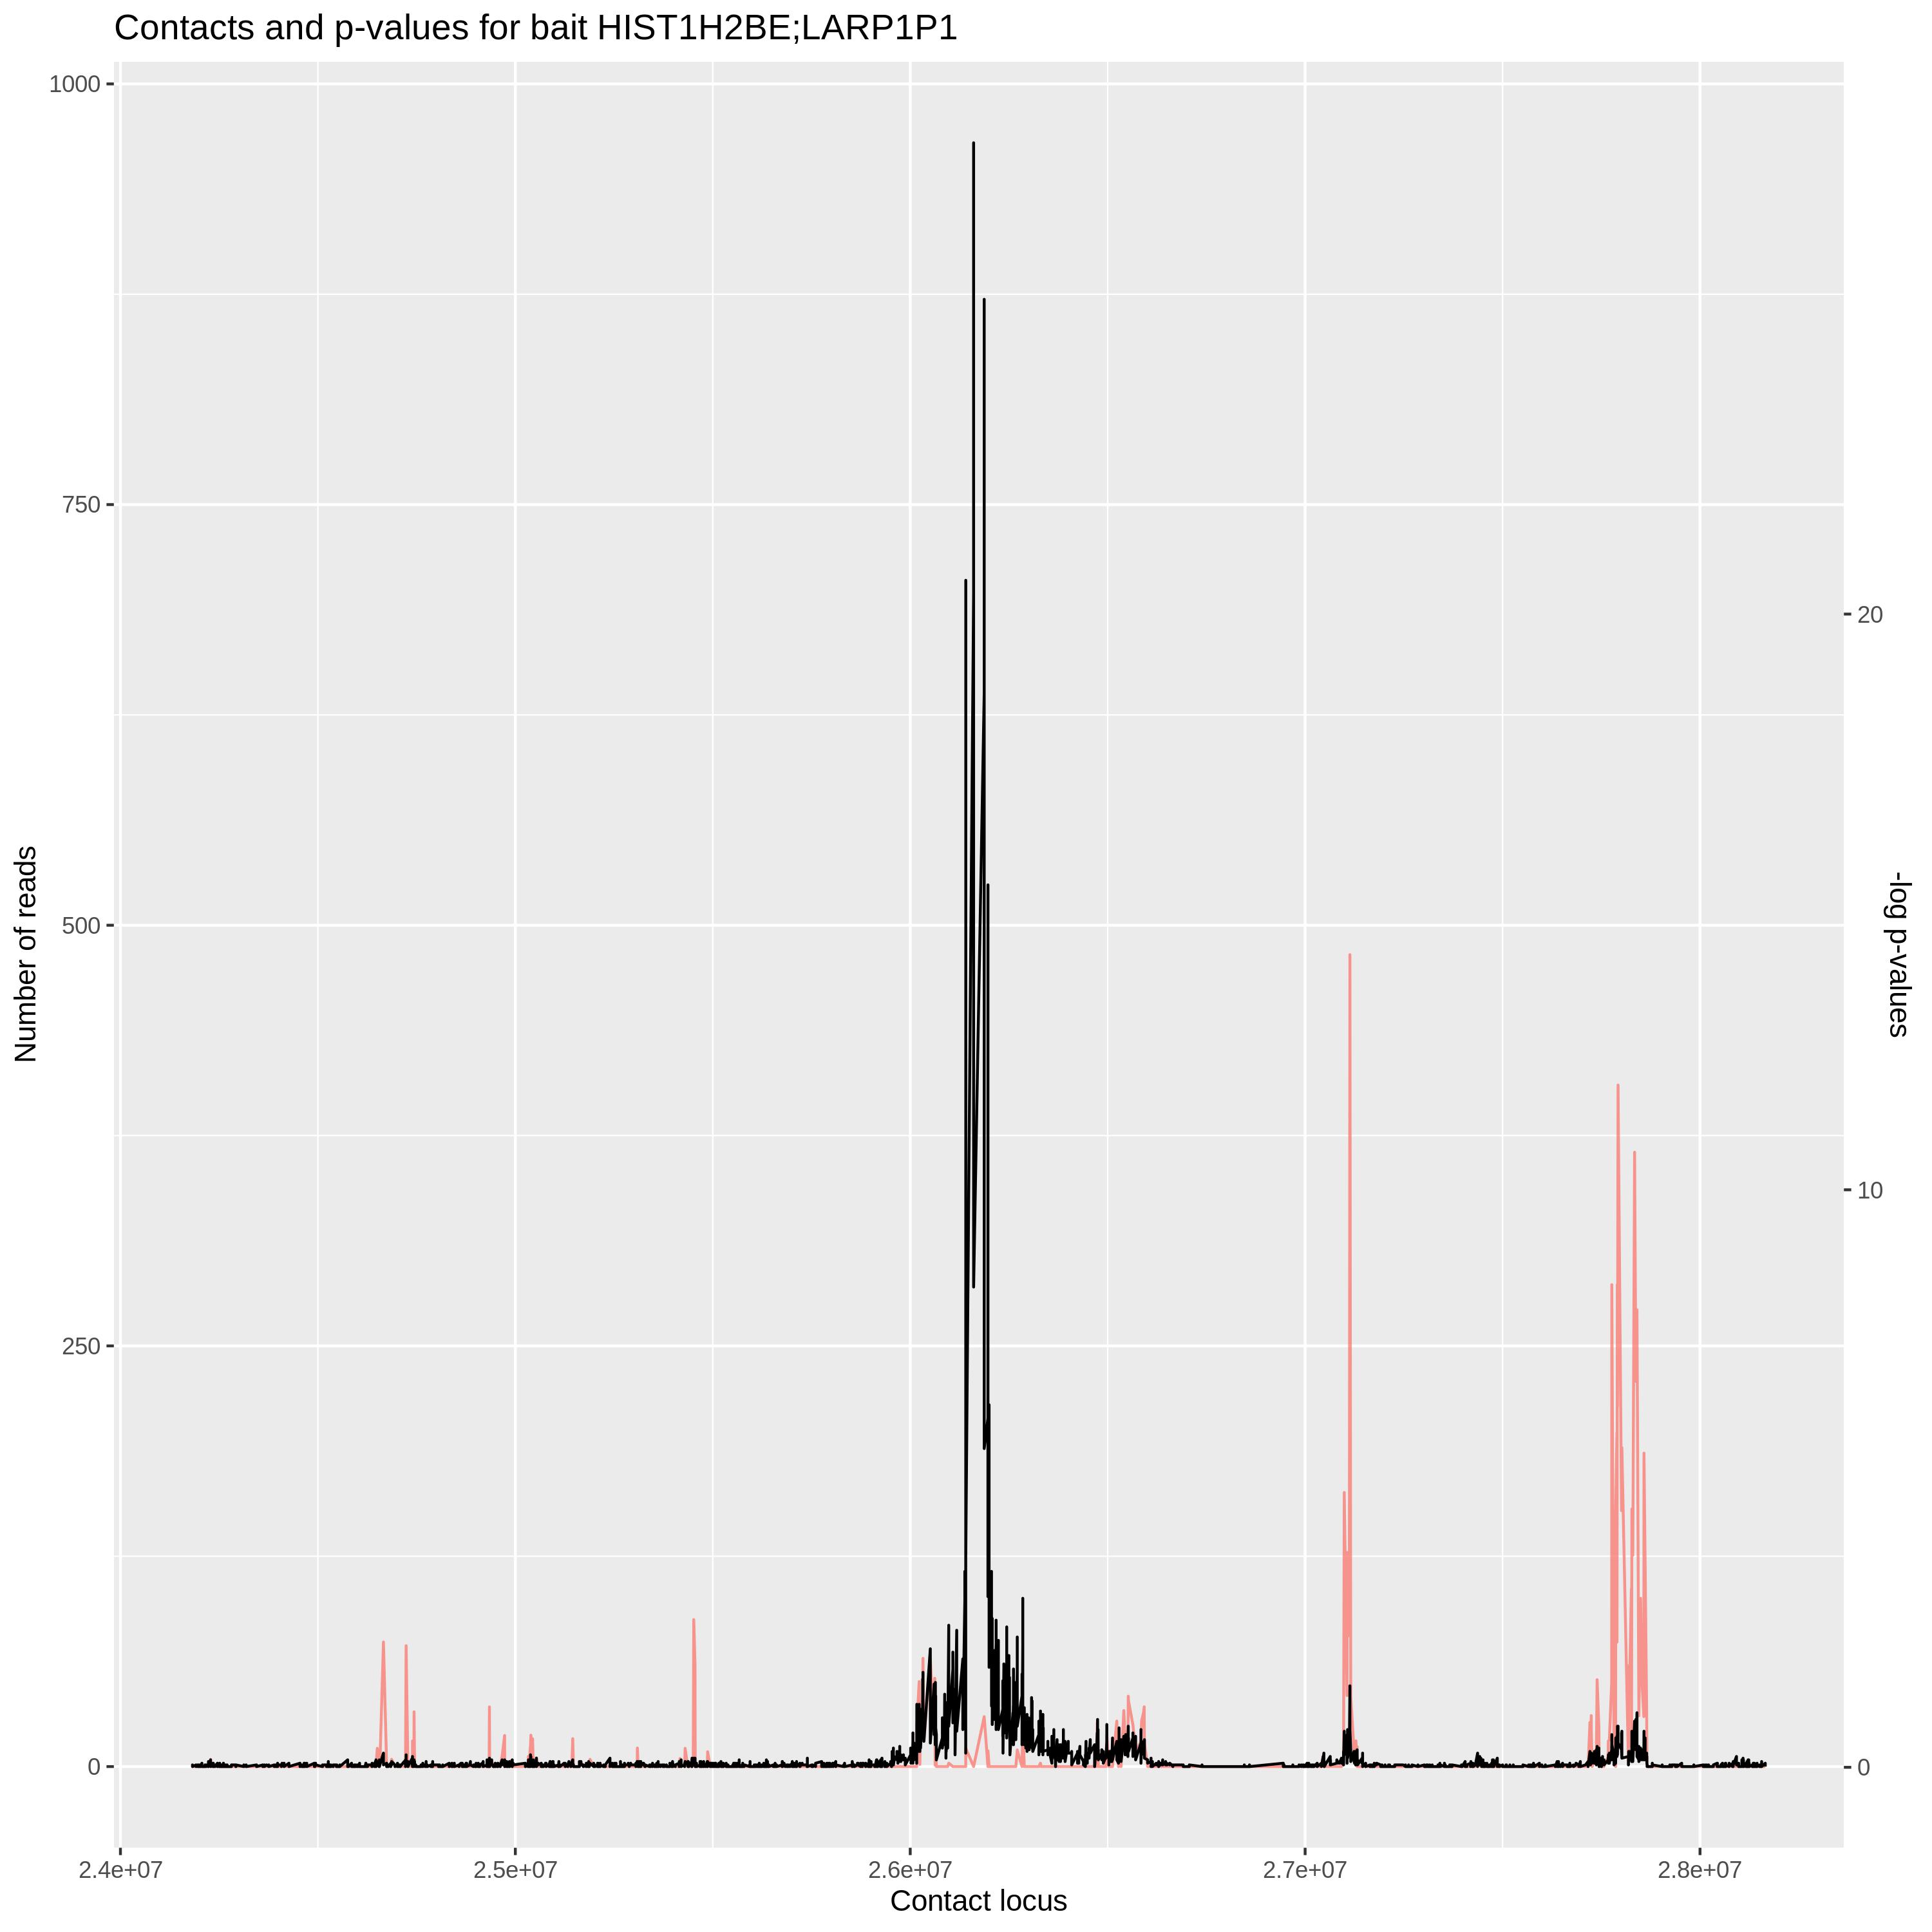 Contacts and p-values for bait HIST1H2BE;LARP1P1
1000
750
500
250
0
Number of reads
20
10
0
-log p-values
2.4e+07
2.5e+07
2.6e+07
2.7e+07
2.8e+07
Contact locus